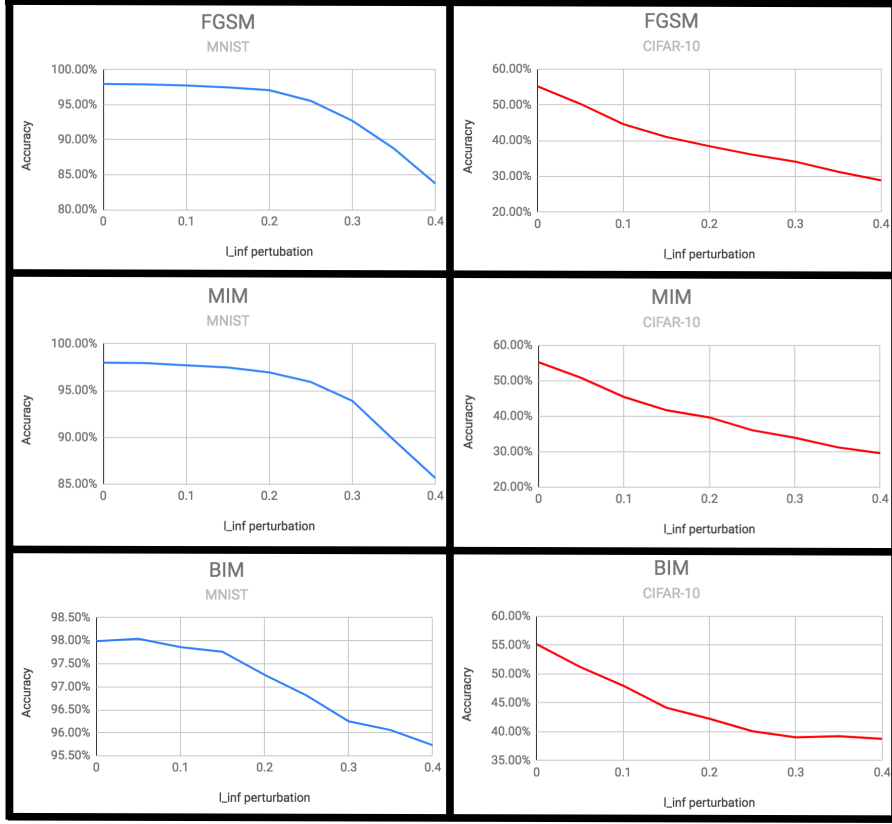 FGSM
MNIST
100.00%
95.00%
90.00%
85.00%
80.00%
Accuracy
0 0.1 0.2 0.3 0.4
l_inf pertubation
FGSM
CIFAR-10
60.00%
50.00%
40.00%
30.00%
20.00%
Accuracry
0 0.1 0.2 0.3 0.4
l_inf perturbation
MIM
MNIST
100.00%
95.00%
90.00%
85.00%
Accuracy
0 0.1 0.2 0.3 0.4
l_inf pertubation
MIM
CIFAR-10
60.00%
50.00%
40.00%
30.00%
20.00%
Accuracry
0 0.1 0.2 0.3 0.4
l_inf perturbation
BIM
MNIST
98.50%
98.00%
97.50%
97.00%
96.50%
96.00%
95.50%
Accuracy
0 0.1 0.2 0.3 0.4
l_inf pertubation
BIM
CIFAR-10
60.00%
55.00%
50.00%
45.00%
40.00%
35.00%
Accuracry
0 0.1 0.2 0.3 0.4
l_inf perturbation